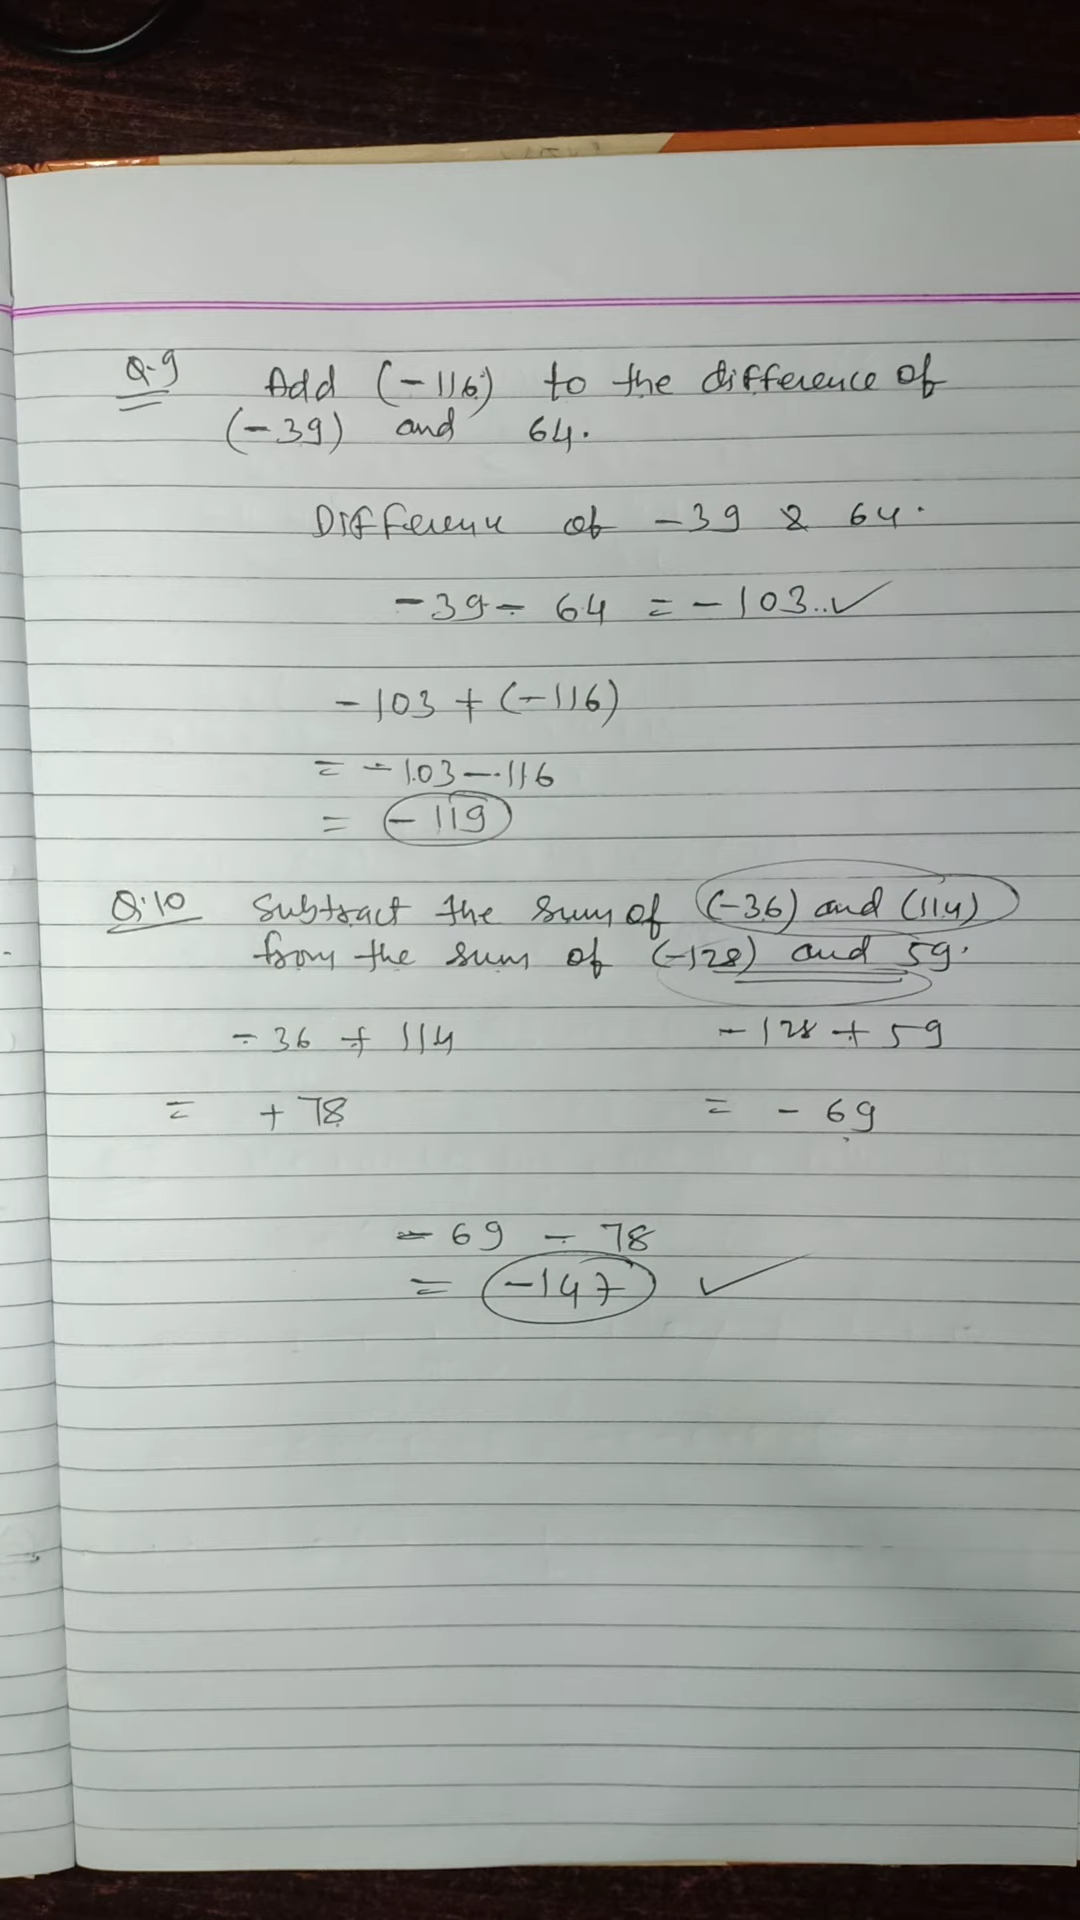 Q.9 Add (-116) to the difference of
(-39) and 64.
Difference of -39 & 64.
-39 - 64 = -103..✓
-103 + (-116)
= -103 - 116
= -119
Q.10 Subtract the sum of (-36) and (114)
from the sum of (-128) and 59.
-36 + 114 -128 + 59
= +78 = -69
-69 - 78
= -147 ✓